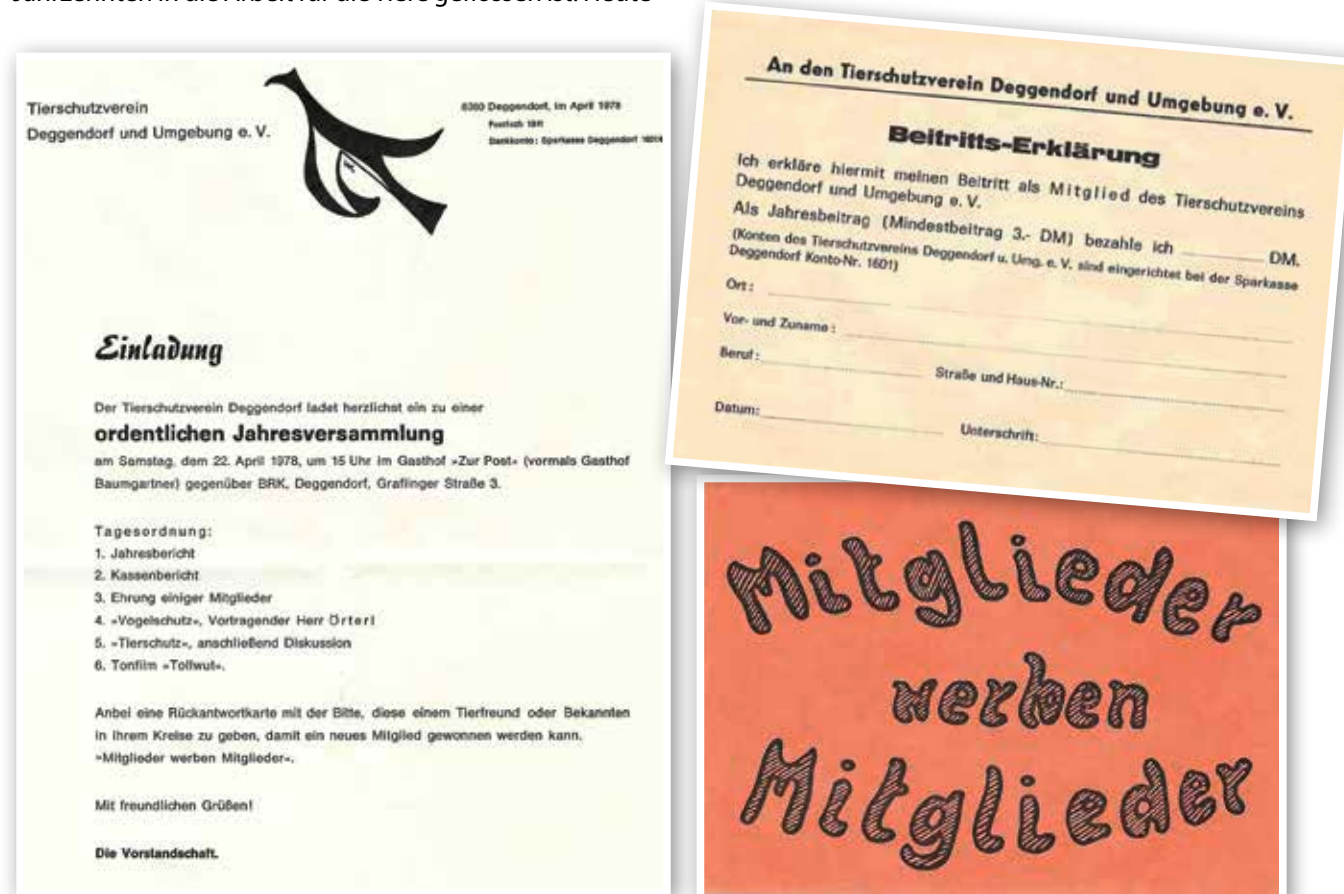 Tierschutzverein
Deggendorf und Umgebung e. V.
8360 Deggendorf, im April 1978
Postfach 1911
Bankkonto: Sparkasse Deggendorf
Einladung
Der Tierschutzverein Deggendorf ladet herzlichst ein zu einer
ordentlichen Jahresversammlung
am Samstag, dem 22. April 1978, um 15 Uhr im Gasthof »Zur Post« (vormals Gasthof
Baumgartner) gegenüber BRK, Deggendorf, Graflinger Straße 3.
Tagesordnung:
1. Jahresbericht
2. Kassenbericht
3. Ehrung einiger Mitglieder
4. »Vogelschutz«, Vortragender Herr Örterl
5. »Tierschutz«, anschließend Diskussion
6. Tonfilm »Tollwut«.
Anbei eine Rückantwortkarte mit der Bitte, diese einem Tierfreund oder Bekannten
in Ihrem Kreise zu geben, damit ein neues Mitglied gewonnen werden kann.
»Mitglieder werben Mitglieder«.
Mit freundlichen Grüßen!
Die Vorstandschaft.
An den Tierschutzverein Deggendorf und Umgebung e. V.
Beitritts-Erklärung
Ich erkläre hiermit meinen Beitritt als Mitglied des Tierschutzvereins
Deggendorf und Umgebung e. V.
Als Jahresbeitrag (Mindestbeitrag 3.- DM) bezahle ich DM.
(Konten des Tierschutzvereins Deggendorf u. Umg. e. V. sind eingerichtet bei der Sparkasse
Deggendorf Konto-Nr. 1601)
Ort:
Vor- und Zuname:
Beruf:
Straße und Haus-Nr.:
Datum:
Unterschrift:
Mitglieder
werben
Mitglieder